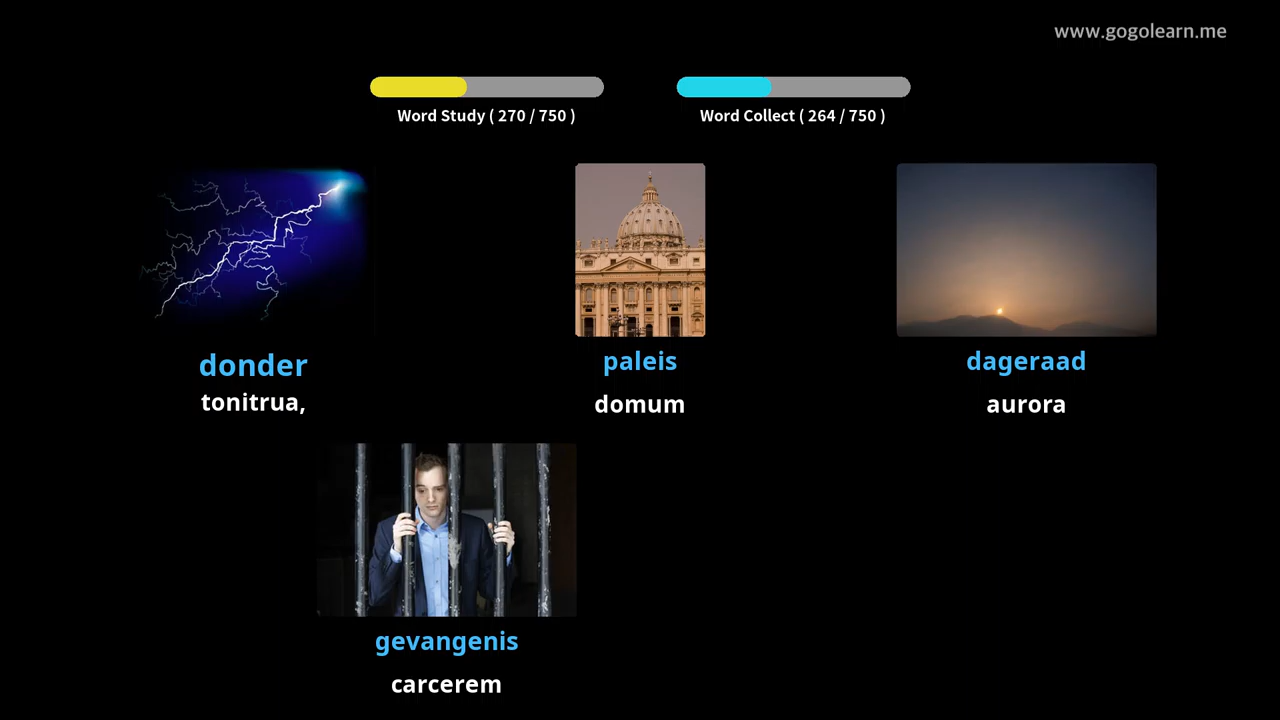 www.gogolearn.me
Word Study ( 270 / 750 )
Word Collect ( 264 / 750 )
donder
tonitrua,
paleis
domum
dageraad
aurora
gevangenis
carcerem